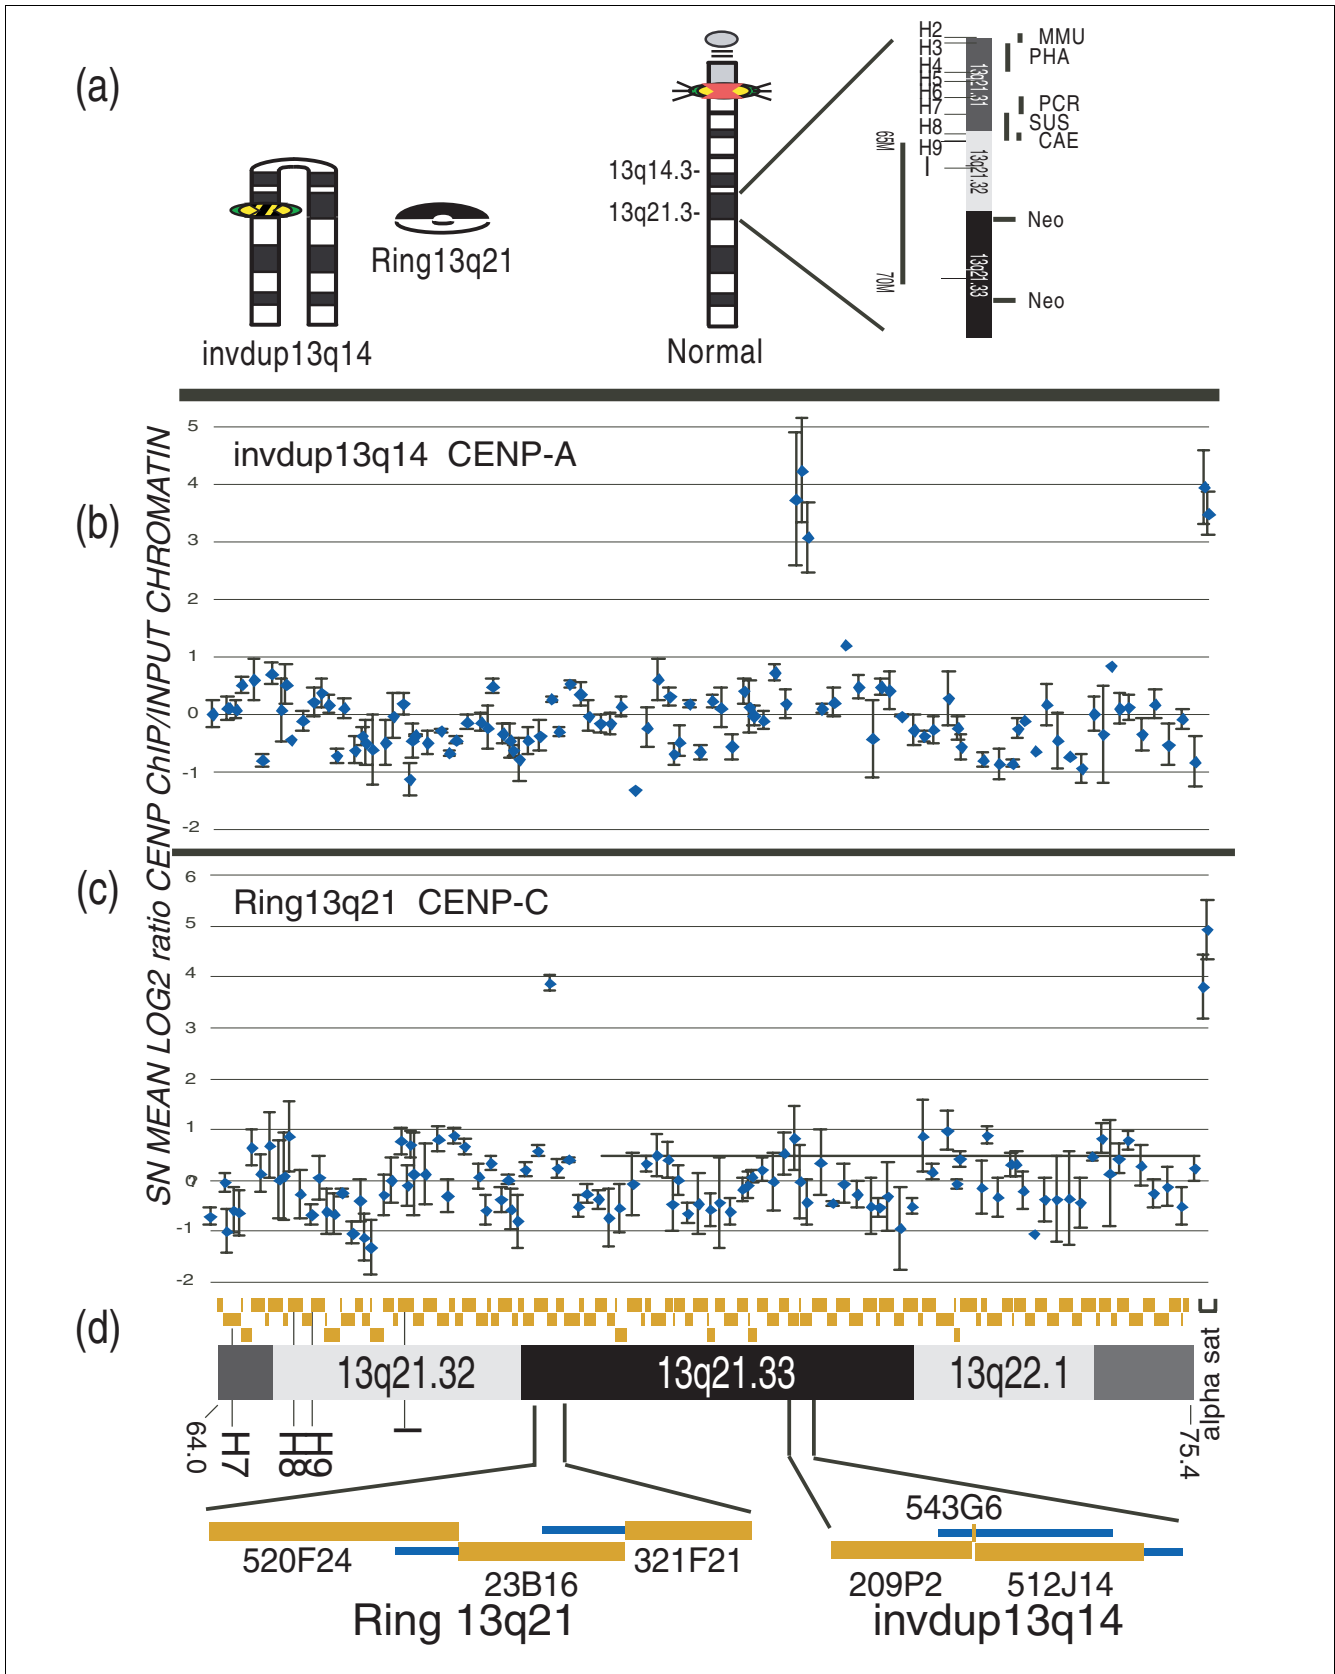 (a)
invdup13q14
Ring13q21
13q14.3-
13q21.3-
Normal
H2
H3
H4
H5
H6
H7
H8
H9
I
65M
70M
13q21.31
13q21.32
13q21.33
MMU
PHA
PCR
SUS
CAE
Neo
Neo
SN MEAN LOG2 ratio CENP ChIP/INPUT CHROMATIN
(b)
invdup13q14 CENP-A
5
4
3
2
1
0
-1
-2
(c)
Ring13q21 CENP-C
6
5
4
3
2
1
0
-1
-2
(d)
13q21.32
13q21.33
13q22.1
alpha sat
64.0
H7
H8
H9
I
75.4
520F24
23B16
321F21
Ring 13q21
543G6
209P2
512J14
invdup13q14